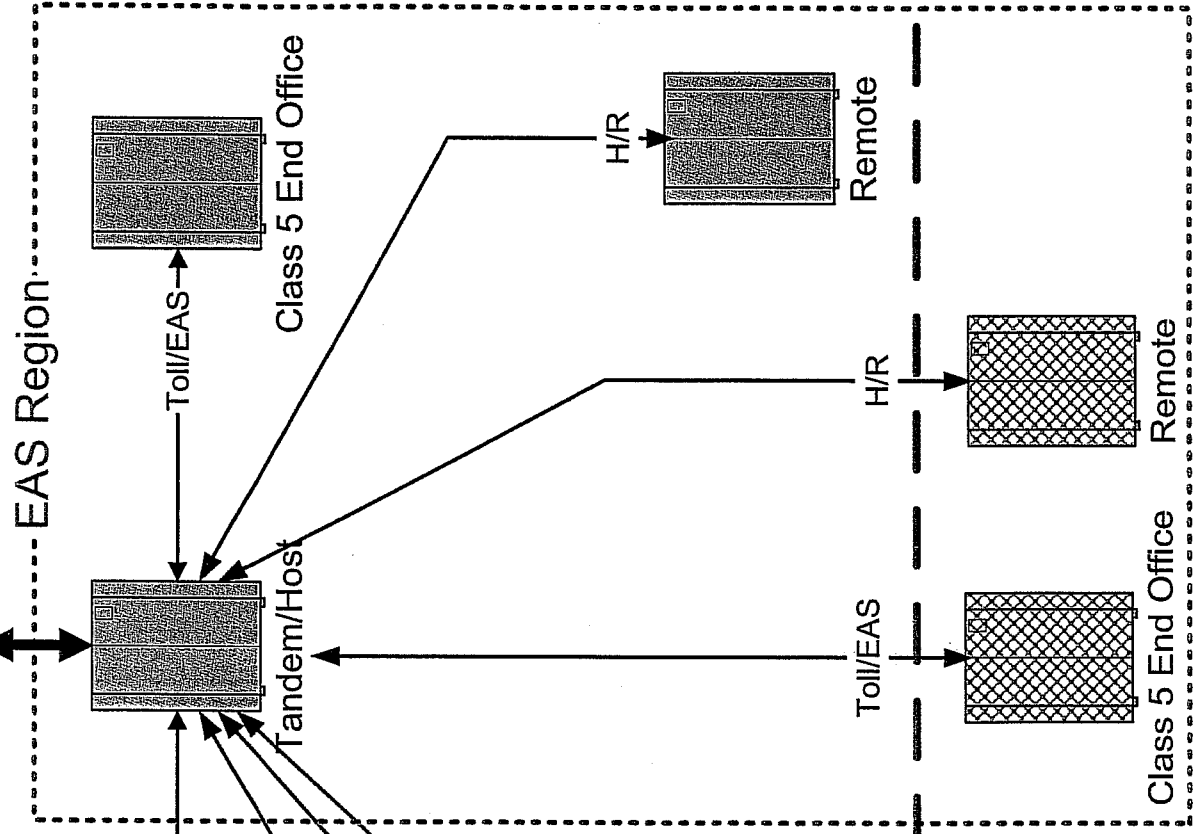 EAS Region
Class 5 End Office
Toll/EAS
Tandem/Host
H/R
Remote
H/R
Remote
Toll/EAS
Class 5 End Office